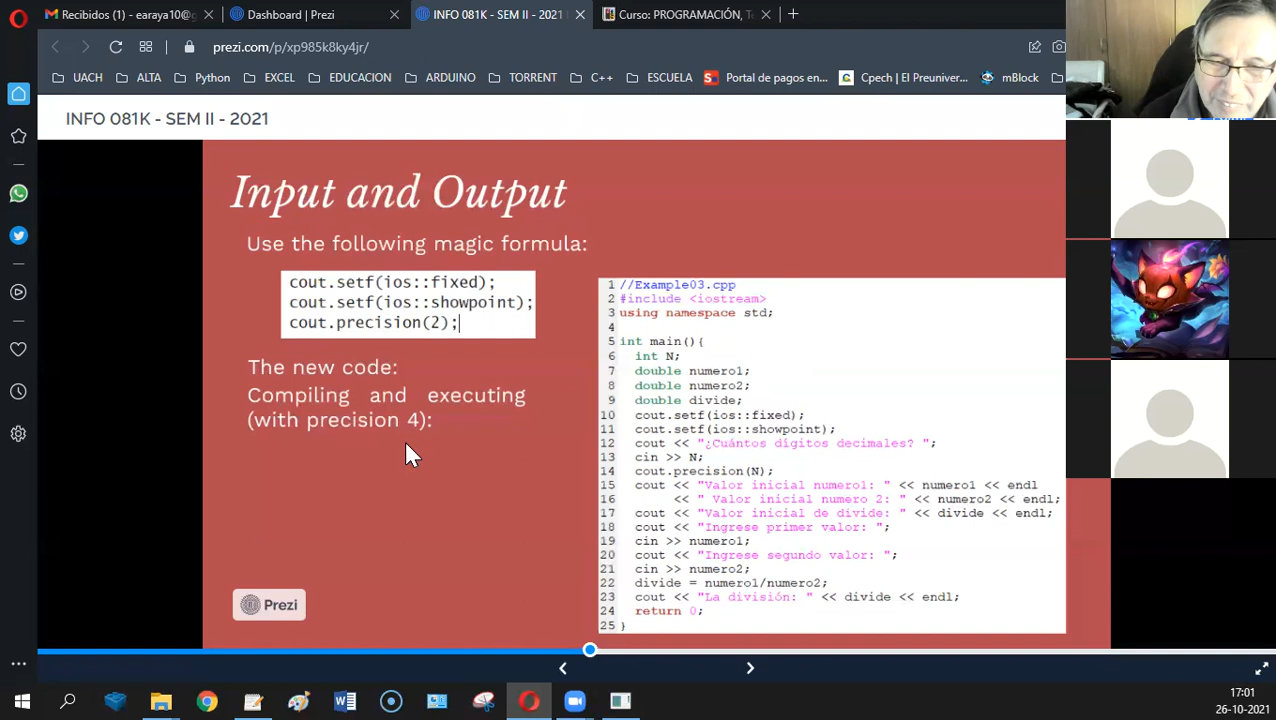 Recibidos (1) - earaya10@g
Dashboard | Prezi
INFO 081K - SEM II - 2021
Curso: PROGRAMACIÓN, T
prezi.com/p/xp985k8ky4jr/
UACH
ALTA
Python
EXCEL
EDUCATION
ARDUINO
TORRENT
C++
ESCUELA
Portal de pagos en...
Cpech | El Preuniver...
mBlock
INFO 081K - SEM II - 2021
Input and Output
Use the following magic formula:
cout.setf(ios::fixed);
cout.setf(ios::showpoint);
cout.precision(2);
The new code:
Compiling and executing
(with precision 4):
1 //Example03.cpp
2 #include <iostream>
3 using namespace std;
4
5 int main(){
6 int N;
7 double numero1;
8 double numero2;
9 double divide;
10 cout.setf(ios::fixed);
11 cout.setf(ios::showpoint);
12 cout << "¿Cuántos dígitos decimales? ";
13 cin >> N;
14 cout.precision(N);
15 cout << "Valor inicial numero1: " << numero1 << endl
16 << " Valor inicial numero 2: " << numero2 << endl;
17 cout << "Valor inicial de divide: " << divide << endl;
18 cout << "Ingrese primer valor: ";
19 cin >> numero1;
20 cout << "Ingrese segundo valor: ";
21 cin >> numero2;
22 divide = numero1/numero2;
23 cout << "La división: " << divide << endl;
24 return 0;
25 }
Prezi
17:01
26-10-2021